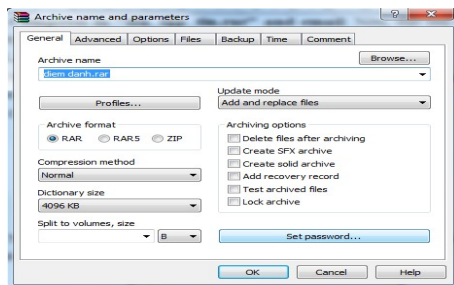 Archive name and parameters
General Advanced Options Files Backup Time Comment
Archive name
Browse...
diem danh.rar
Profiles...
Update mode
Add and replace files
Archive format
RAR RAR5 ZIP
Archiving options
Delete files after archiving
Create SFX archive
Create solid archive
Add recovery record
Test archived files
Lock archive
Compression method
Normal
Dictionary size
4096 KB
Split to volumes, size
B
Set password...
OK Cancel Help